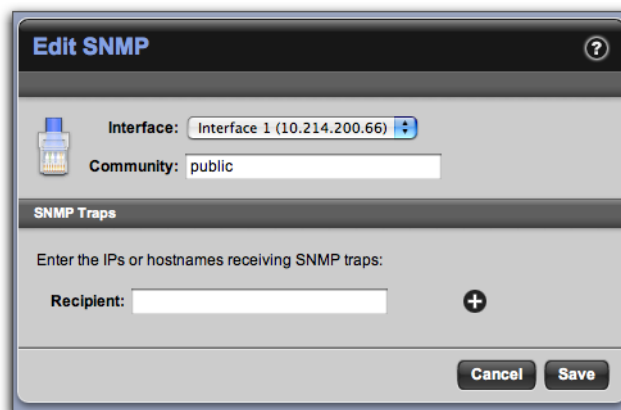 Edit SNMP
?
Interface: Interface 1 (10.214.200.66)
Community: public
SNMP Traps
Enter the IPs or hostnames receiving SNMP traps:
Recipient:
Cancel Save